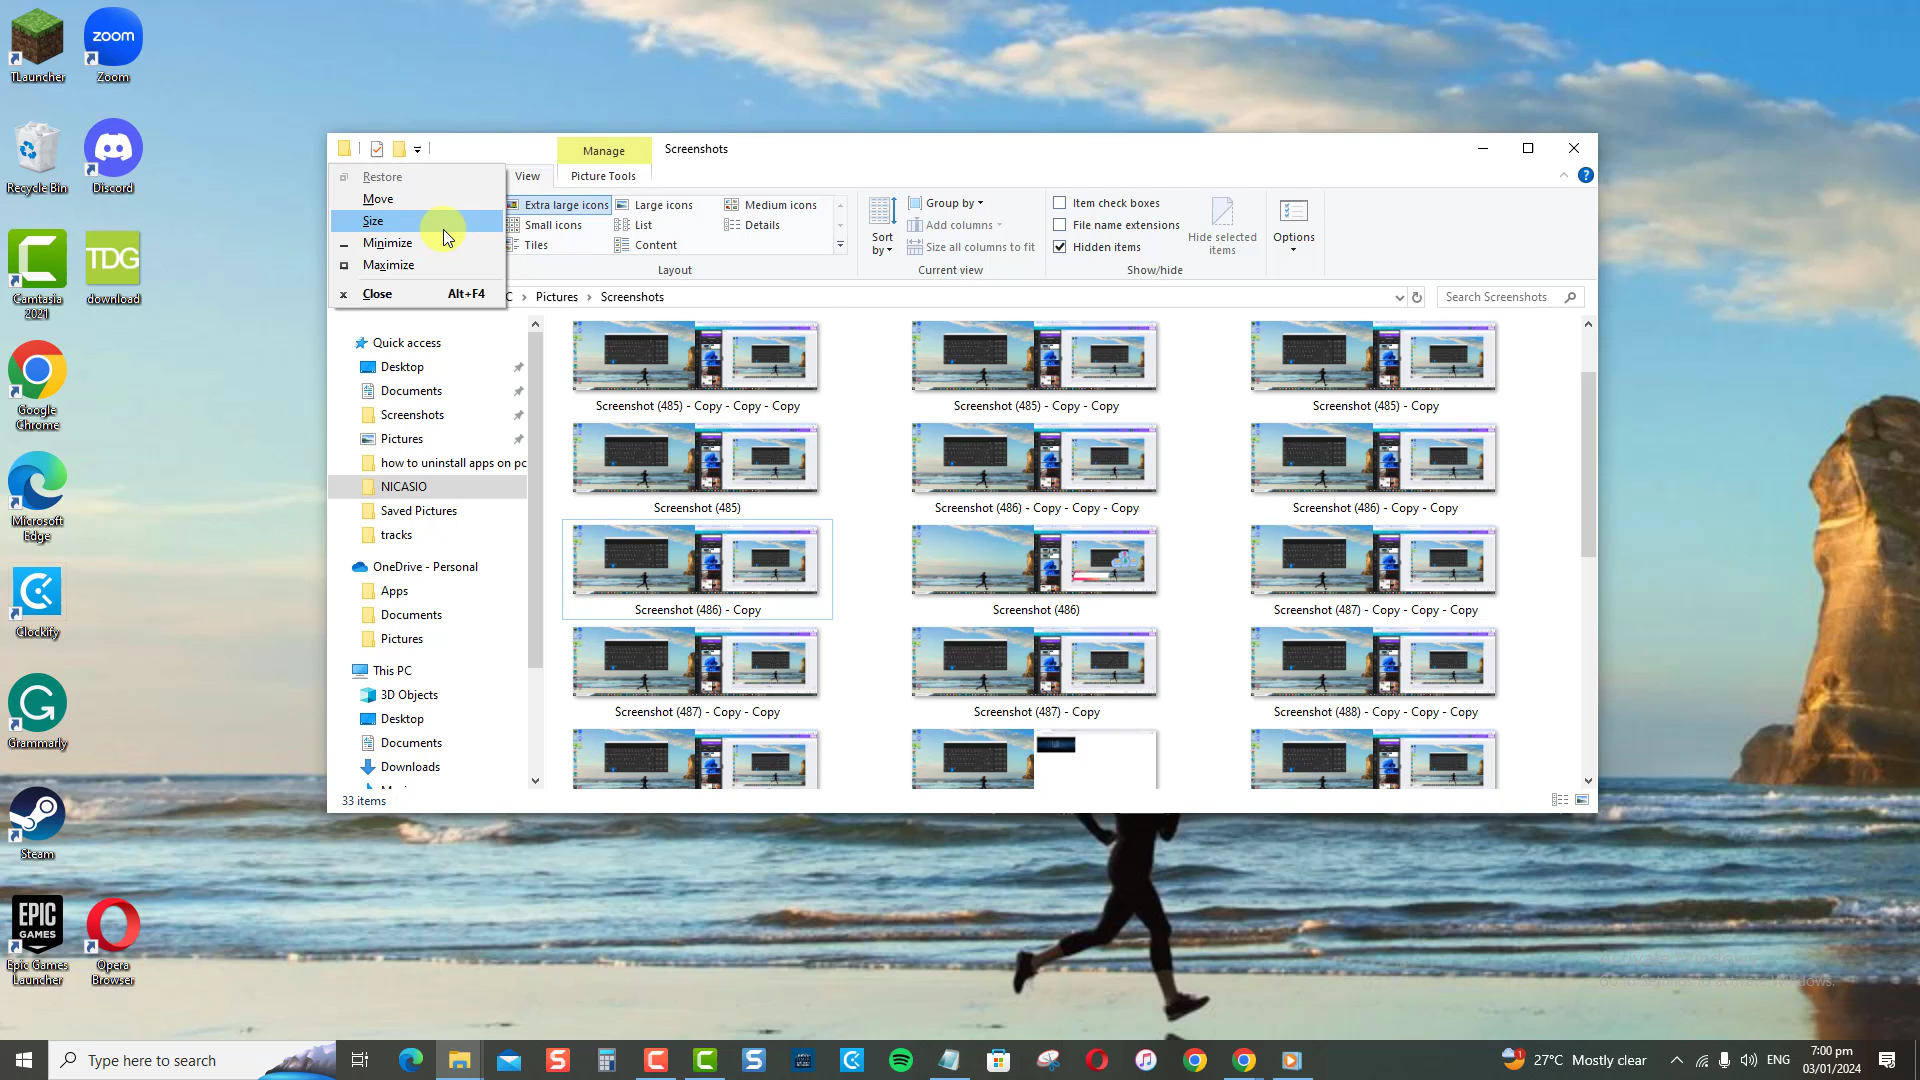 TLauncher
zoom
Zoom
Recycle Bin
Discord
Camtasia
2021
TDG
download
Google
Chrome
Microsoft
Edge
Clockify
Grammarly
Steam
EPIC
GAMES
Epic Games
Launcher
Opera
Browser
Manage
Screenshots
View
Picture Tools
Restore
Move
Size
Minimize
Maximize
Close Alt+F4
Extra large icons
Large icons
Medium icons
Small icons
List
Details
Tiles
Content
Layout
Sort
by
Group by
Add columns
Size all columns to fit
Current view
Item check boxes
File name extensions
Hidden items
Hide selected
items
Show/hide
Options
C > Pictures > Screenshots
Search Screenshots
Quick access
Desktop
Documents
Screenshots
Pictures
how to uninstall apps on pc
NICASIO
Saved Pictures
tracks
OneDrive - Personal
Apps
Documents
Pictures
This PC
3D Objects
Desktop
Documents
Downloads
Screenshot (485) - Copy - Copy - Copy
Screenshot (485) - Copy - Copy
Screenshot (485) - Copy
Screenshot (485)
Screenshot (486) - Copy - Copy - Copy
Screenshot (486) - Copy - Copy
Screenshot (486) - Copy
Screenshot (486)
Screenshot (487) - Copy - Copy - Copy
Screenshot (487) - Copy - Copy
Screenshot (487) - Copy
Screenshot (488) - Copy - Copy - Copy
33 items
Go to Settings to activate Windows.
Type here to search
27°C Mostly clear
ENG
7:00 pm
03/01/2024